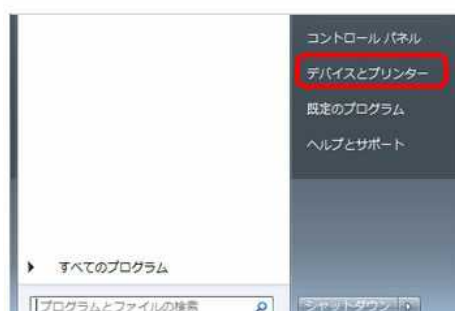 コントロール パネル
デバイスとプリンター
既定のプログラム
ヘルプとサポート
すべてのプログラム
プログラムとファイルの検索
シャットダウン